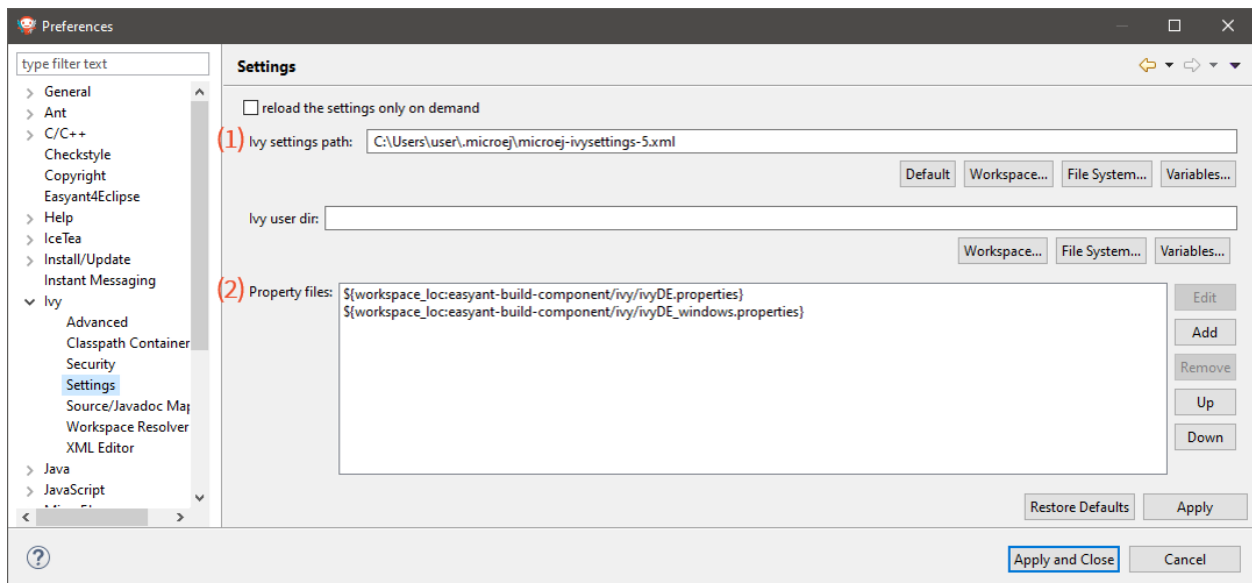 Preferences
type filter text
General
Ant
C/C++
Checkstyle
Copyright
Easyant4Eclipse
Help
IceTea
Install/Update
Instant Messaging
Ivy
Advanced
Classpath Container
Security
Settings
Source/Javadoc Map
Workspace Resolver
XML Editor
Java
JavaScript
Settings
reload the settings only on demand
(1) Ivy settings path: C:\Users\user\.microej\microej-ivysettings-5.xml
Default Workspace... File System... Variables...
Ivy user dir:
Workspace... File System... Variables...
(2) Property files: ${workspace_loc:easyant-build-component/ivy/ivyDE.properties}
${workspace_loc:easyant-build-component/ivy/ivyDE_windows.properties}
Edit
Add
Remove
Up
Down
Restore Defaults Apply
? Apply and Close Cancel